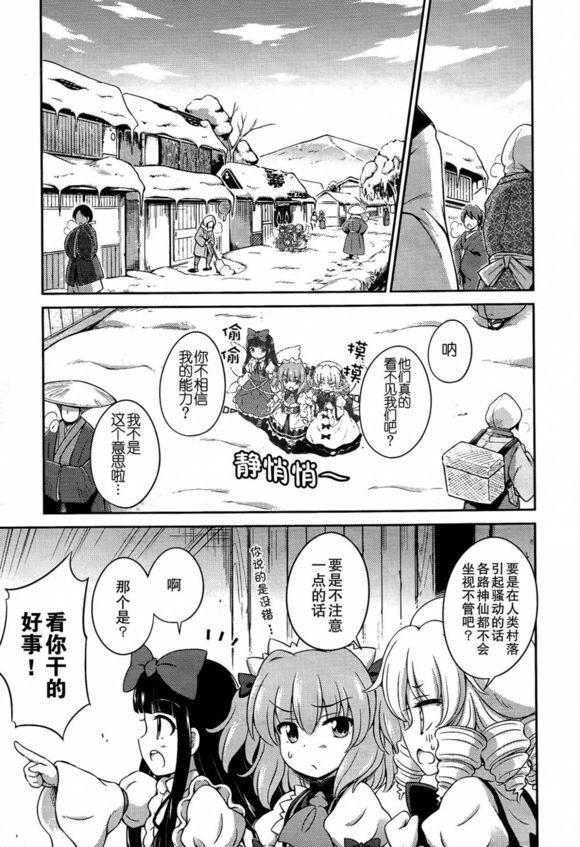 呐
他们真的
看不见我们吧？
摸
摸
偷
偷
你不相信
我的能力？
我不是
这个意思啦…
静悄悄～
要是在人类村落
引起骚动的话
各路神仙都不会
坐视不管吧？
要是不注意
一点的话
你说的是没错…
啊
那个是？
看你干的
好事！